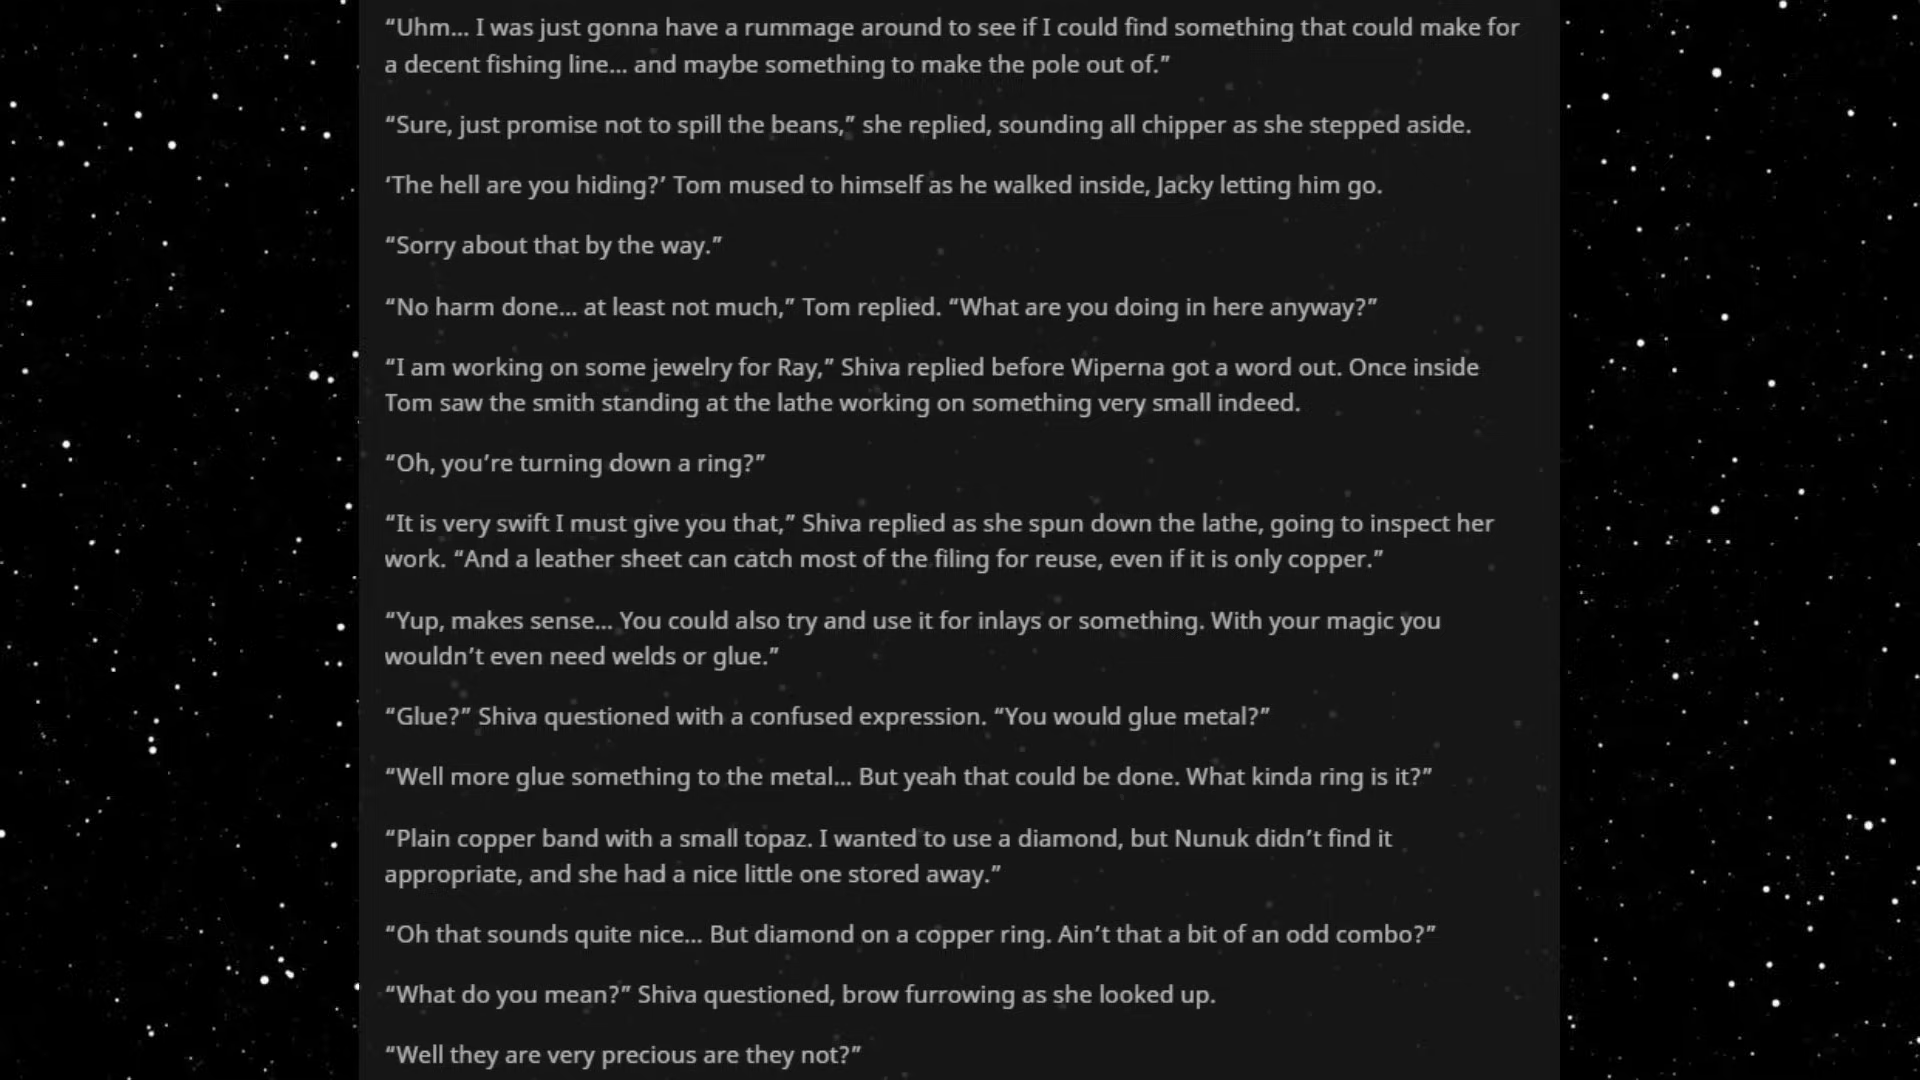 “Uhm... I was just gonna have a rummage around to see if I could find something that could make for
a decent fishing line... and maybe something to make the pole out of.”
“Sure, just promise not to spill the beans,” she replied, sounding all chipper as she stepped aside.
‘The hell are you hiding?’ Tom mused to himself as he walked inside, Jacky letting him go.
“Sorry about that by the way.”
“No harm done... at least not much,” Tom replied. “What are you doing in here anyway?”
“I am working on some jewelry for Ray,” Shiva replied before Wiperna got a word out. Once inside
Tom saw the smith standing at the lathe working on something very small indeed.
“Oh, you’re turning down a ring?”
“It is very swift I must give you that,” Shiva replied as she spun down the lathe, going to inspect her
work. “And a leather sheet can catch most of the filing for reuse, even if it is only copper.”
“Yup, makes sense... You could also try and use it for inlays or something. With your magic you
wouldn’t even need welds or glue.”
“Glue?” Shiva questioned with a confused expression. “You would glue metal?”
“Well more glue something to the metal... But yeah that could be done. What kinda ring is it?”
“Plain copper band with a small topaz. I wanted to use a diamond, but Nunuk didn’t find it
appropriate, and she had a nice little one stored away.”
“Oh that sounds quite nice... But diamond on a copper ring. Ain’t that a bit of an odd combo?”
“What do you mean?” Shiva questioned, brow furrowing as she looked up.
“Well they are very precious are they not?”